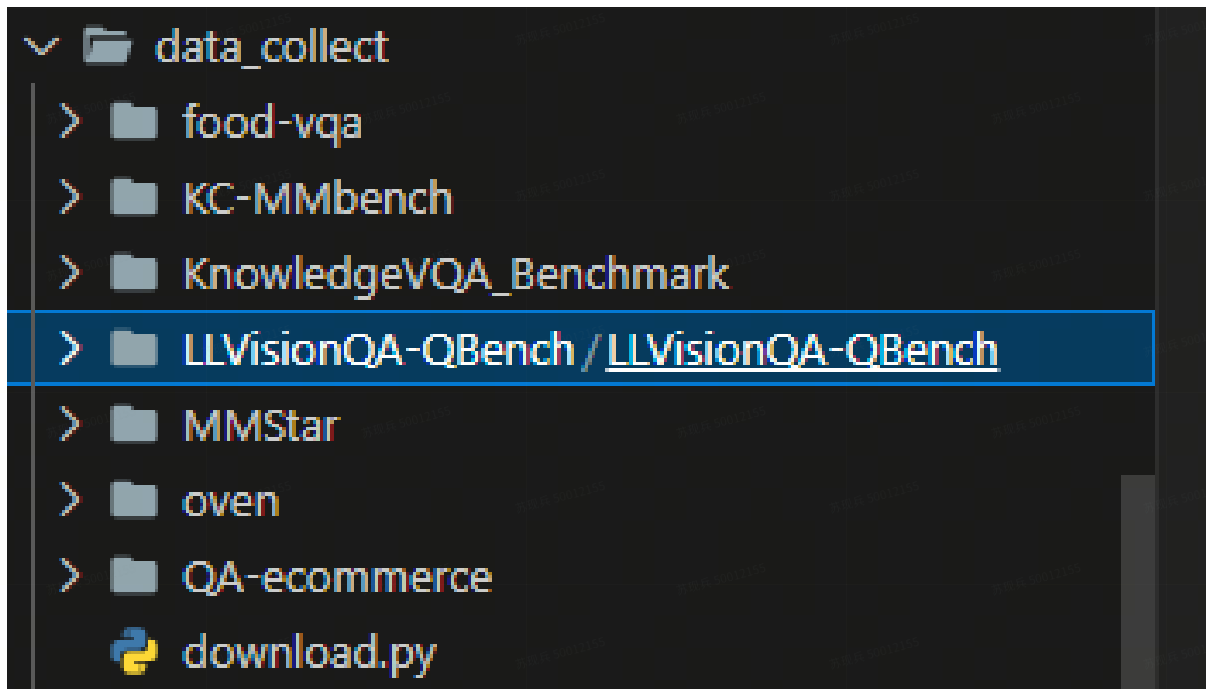 data_collect
food-vqa
KC-MMbench
KnowledgeVQA_Benchmark
LLVisionQA-QBench / LLVisionQA-QBench
MMStar
oven
QA-ecommerce
download.py